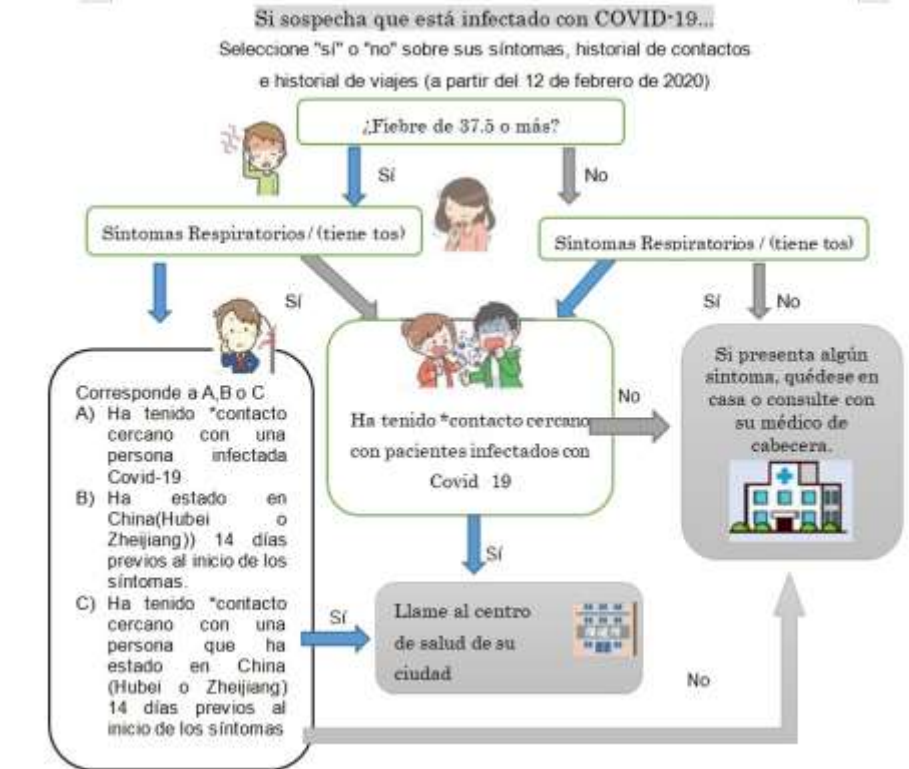 Si sospecha que está infectado con COVID-19...
Seleccione "sí" o "no" sobre sus síntomas, historial de contactos
e historial de viajes (a partir del 12 de febrero de 2020)
¿Fiebre de 37.5 o más?
Sí
No
Síntomas Respiratorios / (tiene tos)
Síntomas Respiratorios / (tiene tos)
Sí
Sí
No
Corresponde a A,B o C
A) Ha tenido *contacto
cercano con una
persona infectada
Covid-19
B) Ha estado en
China(Hubei o
Zheijiang)) 14 días
previos al inicio de los
síntomas.
C) Ha tenido *contacto
cercano con una
persona que ha
estado en China
(Hubei o Zheijiang)
14 días previos al
inicio de los síntomas
Ha tenido *contacto cercano
con pacientes infectados con
Covid 19
No
Si presenta algún
síntoma, quédese en
casa o consulte con
su médico de
cabecera.
Sí
Sí
Llame al centro
de salud de su
ciudad
No